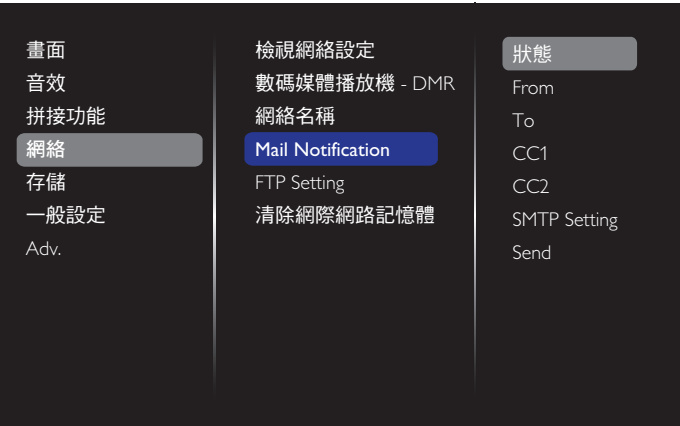 畫面
音效
拼接功能
網絡
存儲
一般設定
Adv.
檢視網絡設定
數碼媒體播放機 - DMR
網絡名稱
Mail Notification
FTP Setting
清除網際網路記憶體
狀態
From
To
CC1
CC2
SMTP Setting
Send